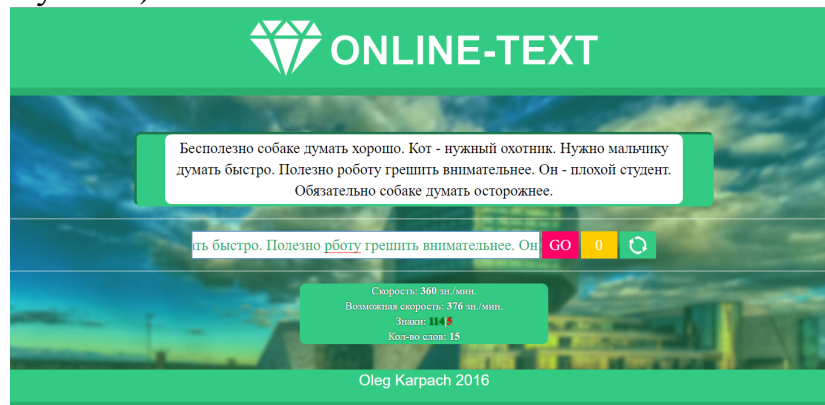 ONLINE-TEXT
Бесполезно собаке думать хорошо. Кот - нужный охотник. Нужно мальчику
думать быстро. Полезно роботу грешить внимательнее. Он - плохой студент.
Обязательно собаке думать осторожнее.
ать быстро. Полезно рботу грешить внимательнее. Он GO 0
Скорость: 360 зн./мин.
Возможная скорость: 376 зн./мин.
Знаки: 114 5
Кол-во слов: 15
Oleg Karpach 2016